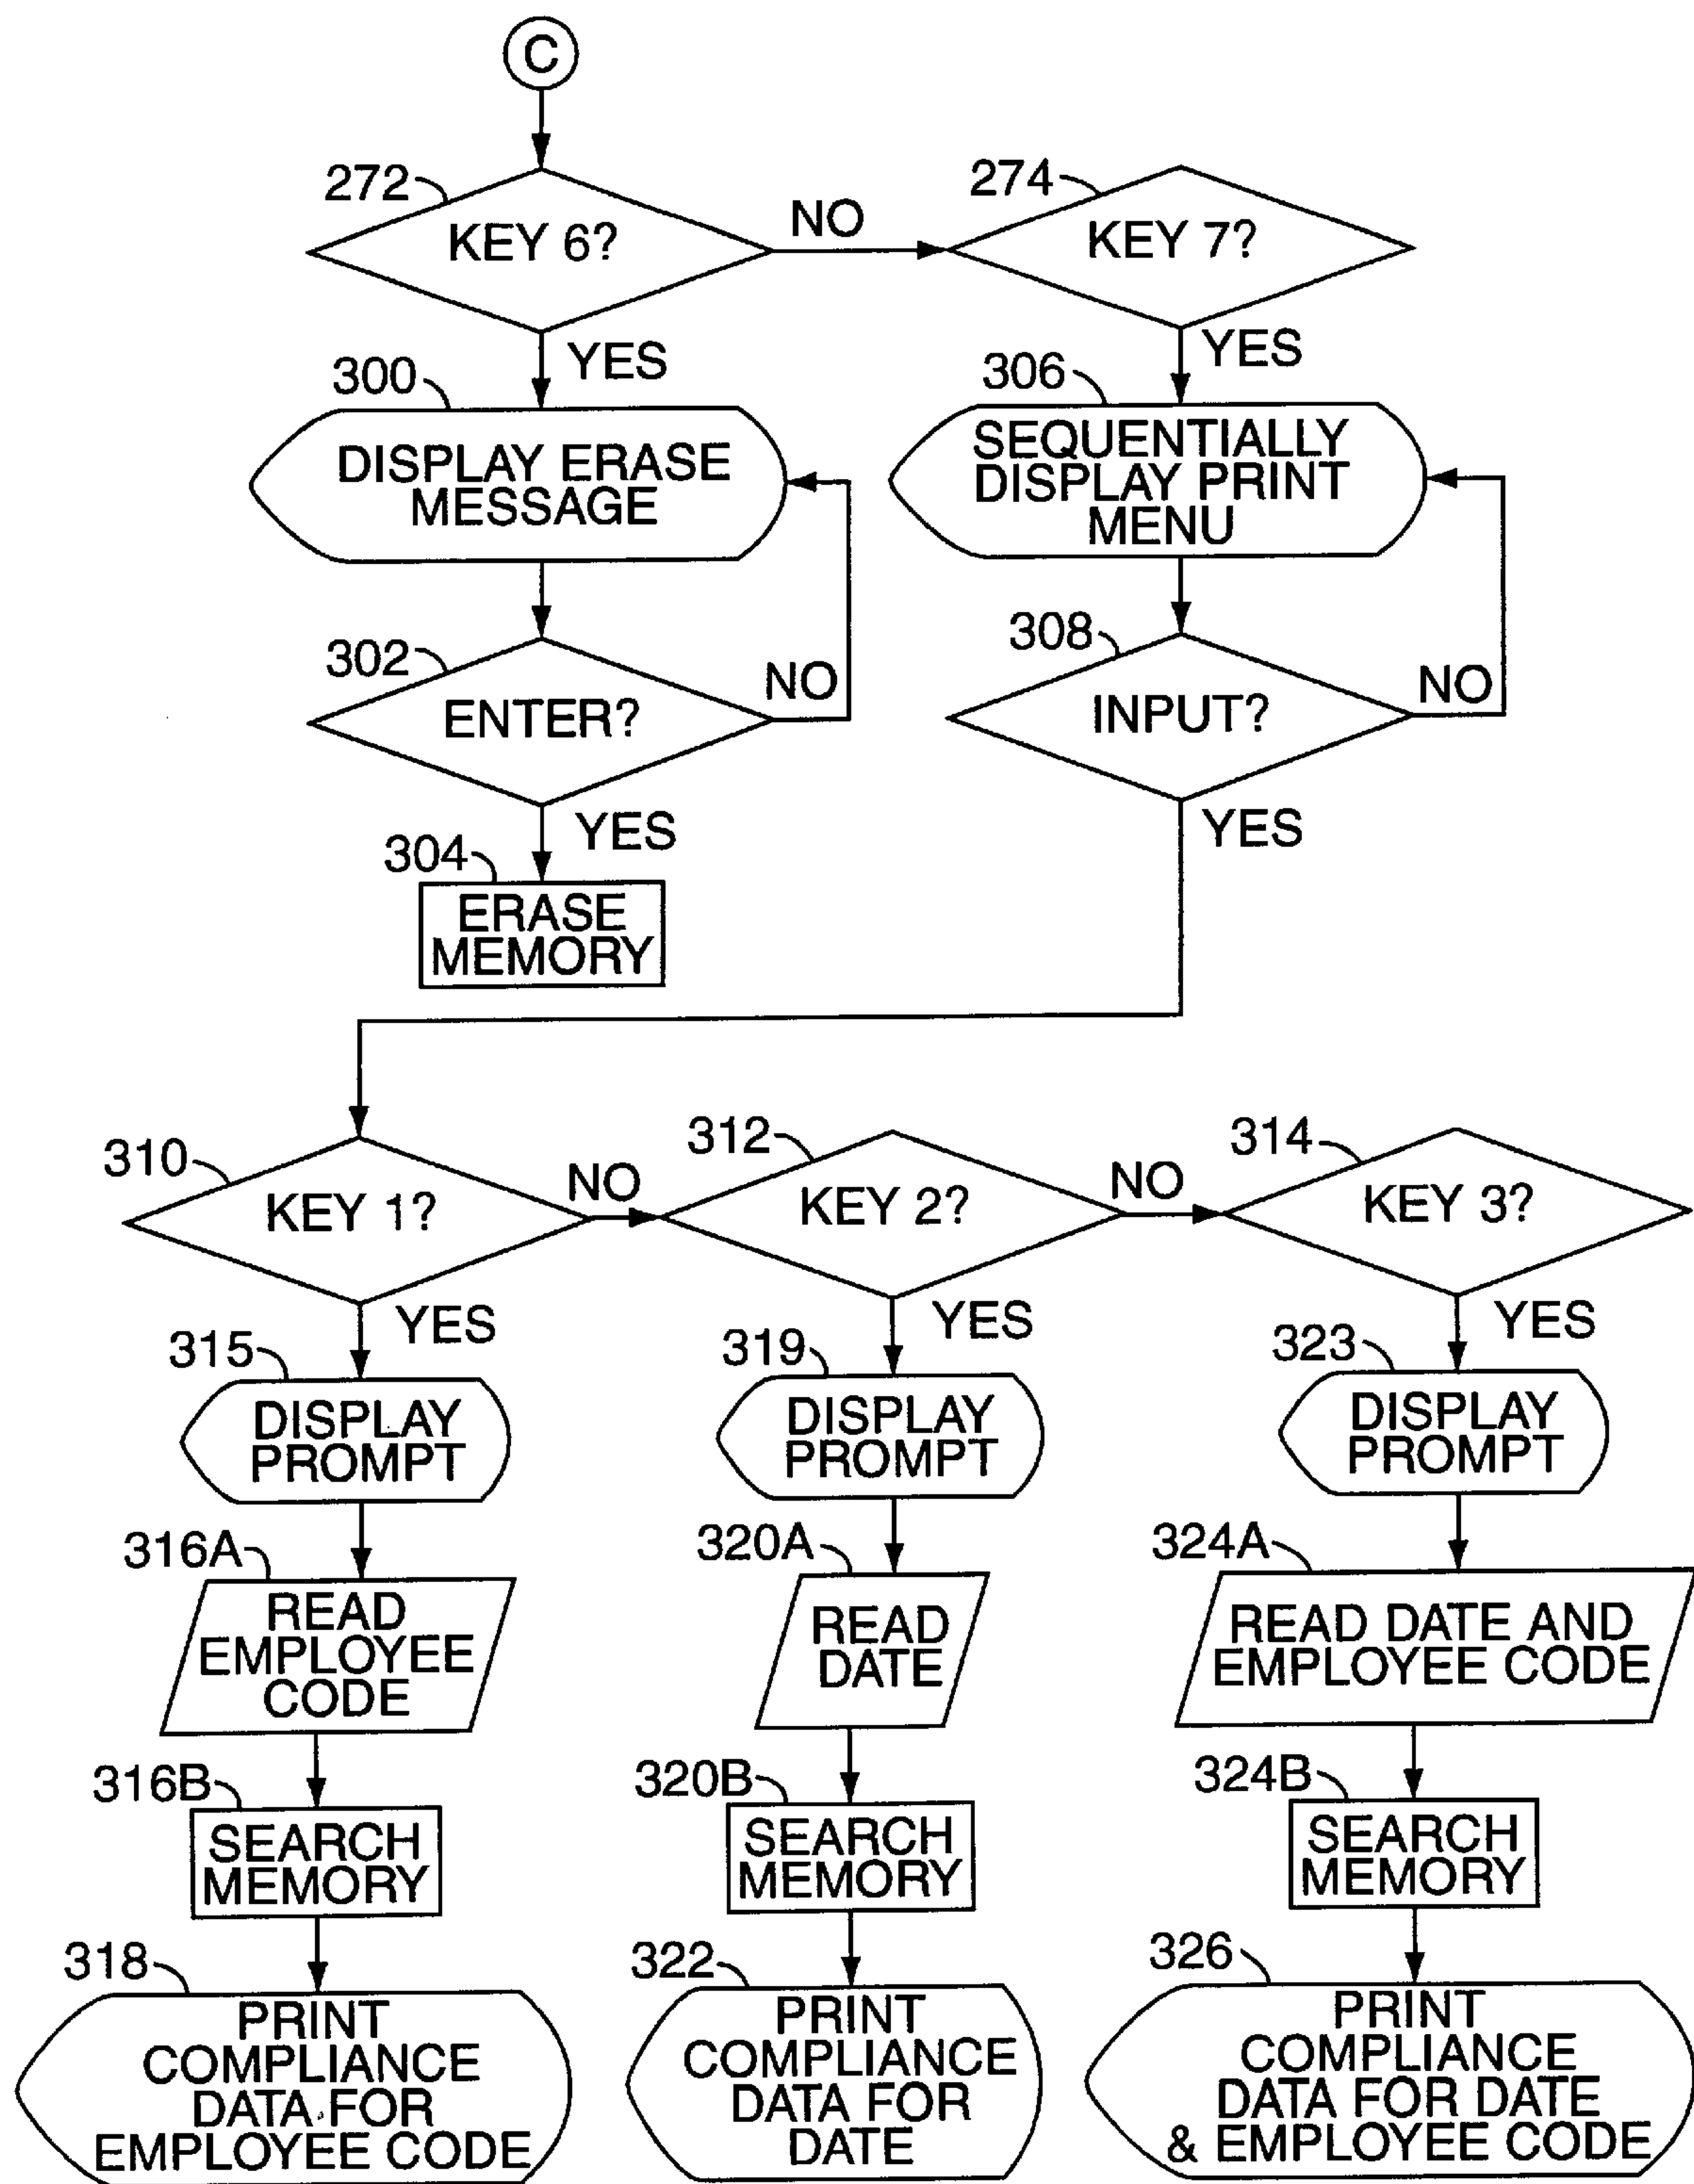 C
272
KEY 6?
NO
274
KEY 7?
YES
YES
300
DISPLAY ERASE
MESSAGE
306
SEQUENTIALLY
DISPLAY PRINT
MENU
302
ENTER?
NO
308
INPUT?
NO
YES
YES
304
ERASE
MEMORY
310
KEY 1?
NO
312
KEY 2?
NO
314
KEY 3?
YES
YES
YES
315
DISPLAY
PROMPT
319
DISPLAY
PROMPT
323
DISPLAY
PROMPT
316A
READ
EMPLOYEE
CODE
320A
READ
DATE
324A
READ DATE AND
EMPLOYEE CODE
316B
SEARCH
MEMORY
320B
SEARCH
MEMORY
324B
SEARCH
MEMORY
318
PRINT
COMPLIANCE
DATA FOR
EMPLOYEE CODE
322
PRINT
COMPLIANCE
DATA FOR
DATE
326
PRINT
COMPLIANCE
DATA FOR DATE
& EMPLOYEE CODE